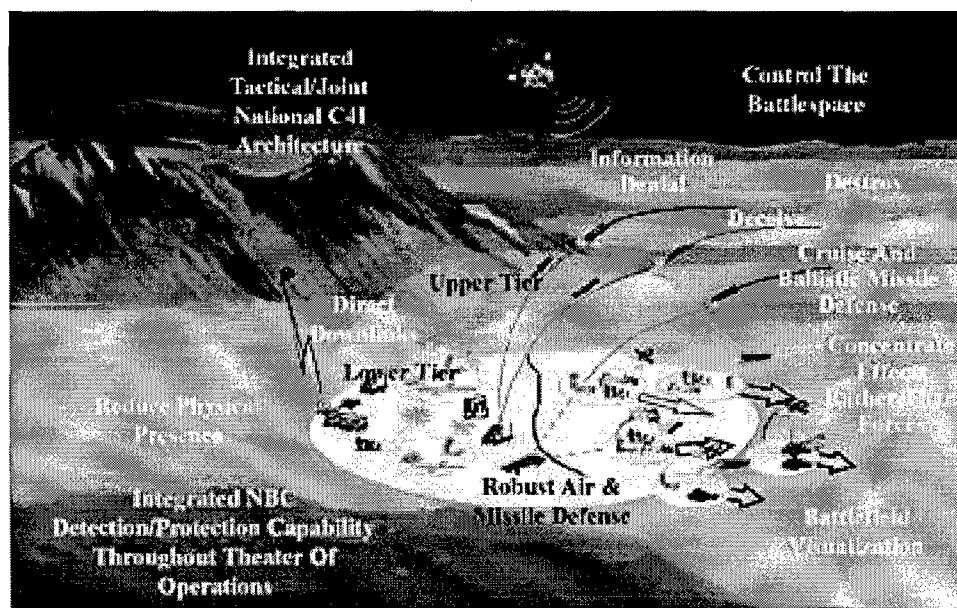 Integrated
Tactical/Joint
National C4I
Architecture
Control The
Battlespace
Information
Denial
Destroy
Deceive
Upper Tier
Cruise And
Ballistic Missile
Defense
Direct
Downlinks
Concentrate
Effects
Rather Than
Forces
Lower Tier
Reduce Physical
Presence
Robust Air &
Missile Defense
Integrated NBC
Detection/Protection Capability
Throughout Theater Of
Operations
Battlefield
Visualization